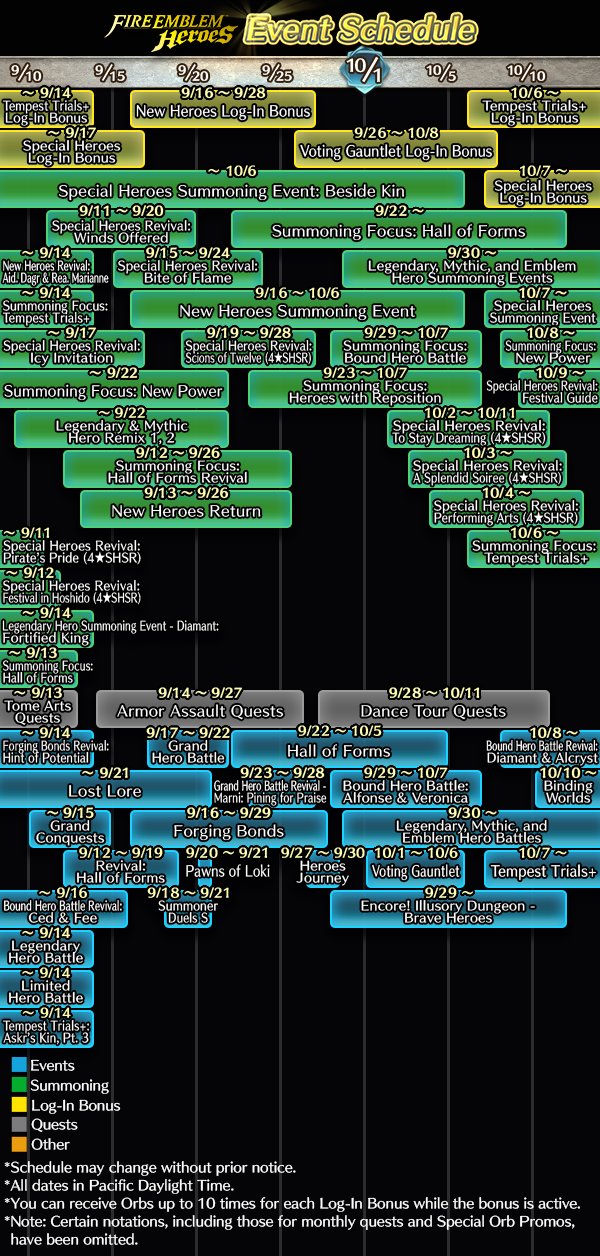 FIRE EMBLEM
Heroes
Event Schedule
9/10 9/15 9/20 9/25 10/1 10/5 10/10
~ 9/14
Tempest Trials+
Log-In Bonus
9/16 ~ 9/28
New Heroes Log-In Bonus
10/6 ~
Tempest Trials+
Log-In Bonus
~ 9/17
Special Heroes
Log-In Bonus
9/26 ~ 10/8
Voting Gauntlet Log-In Bonus
~ 10/6
Special Heroes Summoning Event: Beside Kin
10/7 ~
Special Heroes
Log-In Bonus
9/11 ~ 9/20
Special Heroes Revival:
Winds Offered
9/22 ~
Summoning Focus: Hall of Forms
~ 9/14
New Heroes Revival:
Aid. Dagr & Rea. Marianne
9/15 ~ 9/24
Special Heroes Revival:
Bite of Flame
9/30 ~
Legendary, Mythic, and Emblem
Hero Summoning Events
~ 9/14
Summoning Focus:
Tempest Trials+
9/16 ~ 10/6
New Heroes Summoning Event
10/7 ~
Special Heroes
Summoning Event
~ 9/17
Special Heroes Revival:
Icy Invitation
9/19 ~ 9/28
Special Heroes Revival:
Scions of Twelve (4★SHSR)
9/29 ~ 10/7
Summoning Focus:
Bound Hero Battle
10/8 ~
Summoning Focus:
New Power
~ 9/22
Summoning Focus: New Power
9/23 ~ 10/7
Summoning Focus:
Heroes with Reposition
10/9 ~
Special Heroes Revival:
Festival Guide
~ 9/22
Legendary & Mythic
Hero Remix 1, 2
10/2 ~ 10/11
Special Heroes Revival:
To Stay Dreaming (4★SHSR)
9/12 ~ 9/26
Summoning Focus:
Hall of Forms Revival
10/3 ~
Special Heroes Revival:
A Splendid Soiree (4★SHSR)
9/13 ~ 9/26
New Heroes Return
10/4 ~
Special Heroes Revival:
Performing Arts (4★SHSR)
~ 9/11
Special Heroes Revival:
Pirate's Pride (4★SHSR)
10/6 ~
Summoning Focus:
Tempest Trials+
~ 9/12
Special Heroes Revival:
Festival in Hoshido (4★SHSR)
~ 9/14
Legendary Hero Summoning Event - Diamant:
Fortified King
~ 9/13
Summoning Focus:
Hall of Forms
~ 9/13
Tome Arts
Quests
9/14 ~ 9/27
Armor Assault Quests
9/28 ~ 10/11
Dance Tour Quests
~ 9/14
Forging Bonds Revival:
Hint of Potential
9/17 ~ 9/22
Grand
Hero Battle
9/22 ~ 10/5
Hall of Forms
10/8 ~
Bound Hero Battle Revival:
Diamant & Alcryst
~ 9/21
Lost Lore
9/23 ~ 9/28
Grand Hero Battle Revival -
Marni: Pining for Praise
9/29 ~ 10/7
Bound Hero Battle:
Alfonse & Veronica
10/10 ~
Binding
Worlds
~ 9/15
Grand
Conquests
9/16 ~ 9/29
Forging Bonds
9/30 ~
Legendary, Mythic, and
Emblem Hero Battles
9/12 ~ 9/19
Revival:
Hall of Forms
9/20 ~ 9/21
Pawns of Loki
9/27 ~ 9/30
Heroes
Journey
10/1 ~ 10/6
Voting Gauntlet
10/7 ~
Tempest Trials+
~ 9/16
Bound Hero Battle Revival:
Ced & Fee
9/18 ~ 9/21
Summoner
Duels S
9/29 ~
Encore! Illusory Dungeon -
Brave Heroes
~ 9/14
Legendary
Hero Battle
~ 9/14
Limited
Hero Battle
~ 9/14
Tempest Trials+:
Askr's Kin, Pt. 3
Events
Summoning
Log-In Bonus
Quests
Other
*Schedule may change without prior notice.
*All dates in Pacific Daylight Time.
*You can receive Orbs up to 10 times for each Log-In Bonus while the bonus is active.
*Note: Certain notations, including those for monthly quests and Special Orb Promos,
have been omitted.